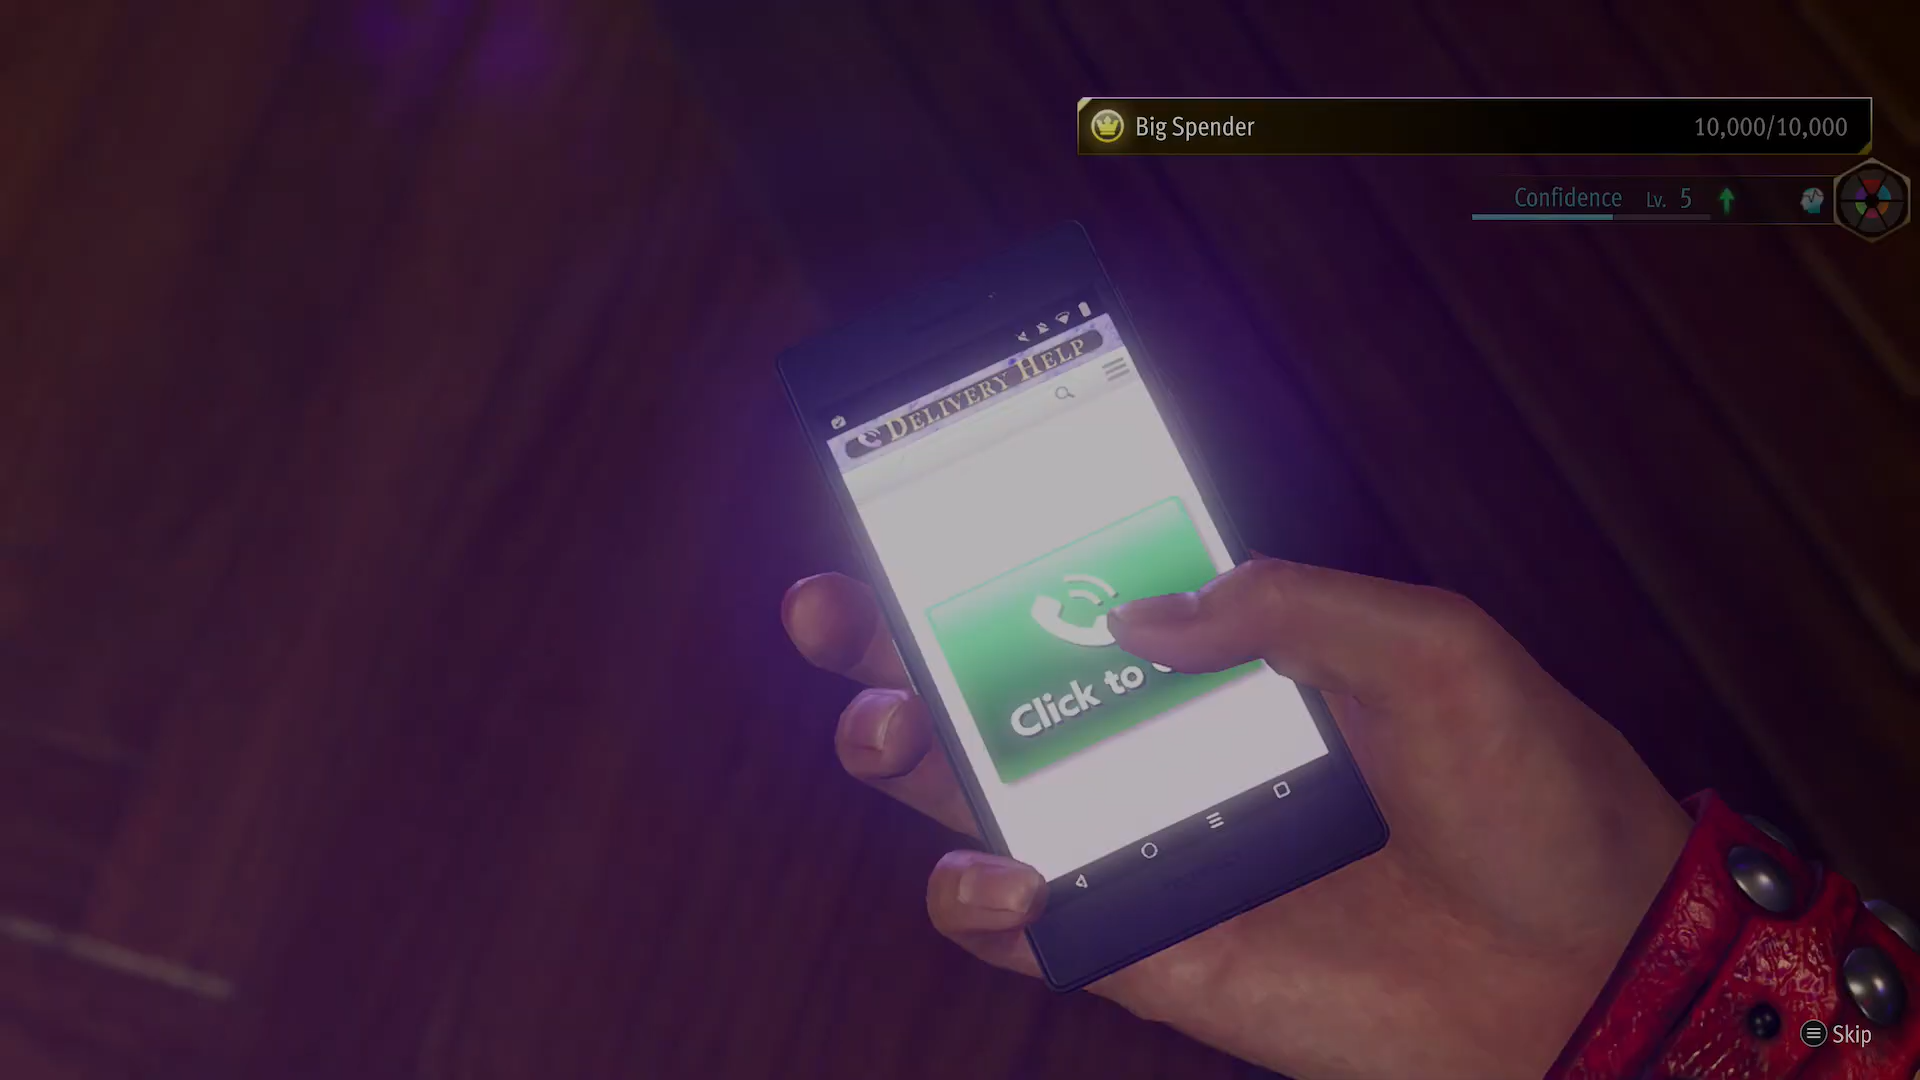 Big Spender 10,000/10,000
Confidence Lv. 5
DELIVERY HELP
Click to
Skip